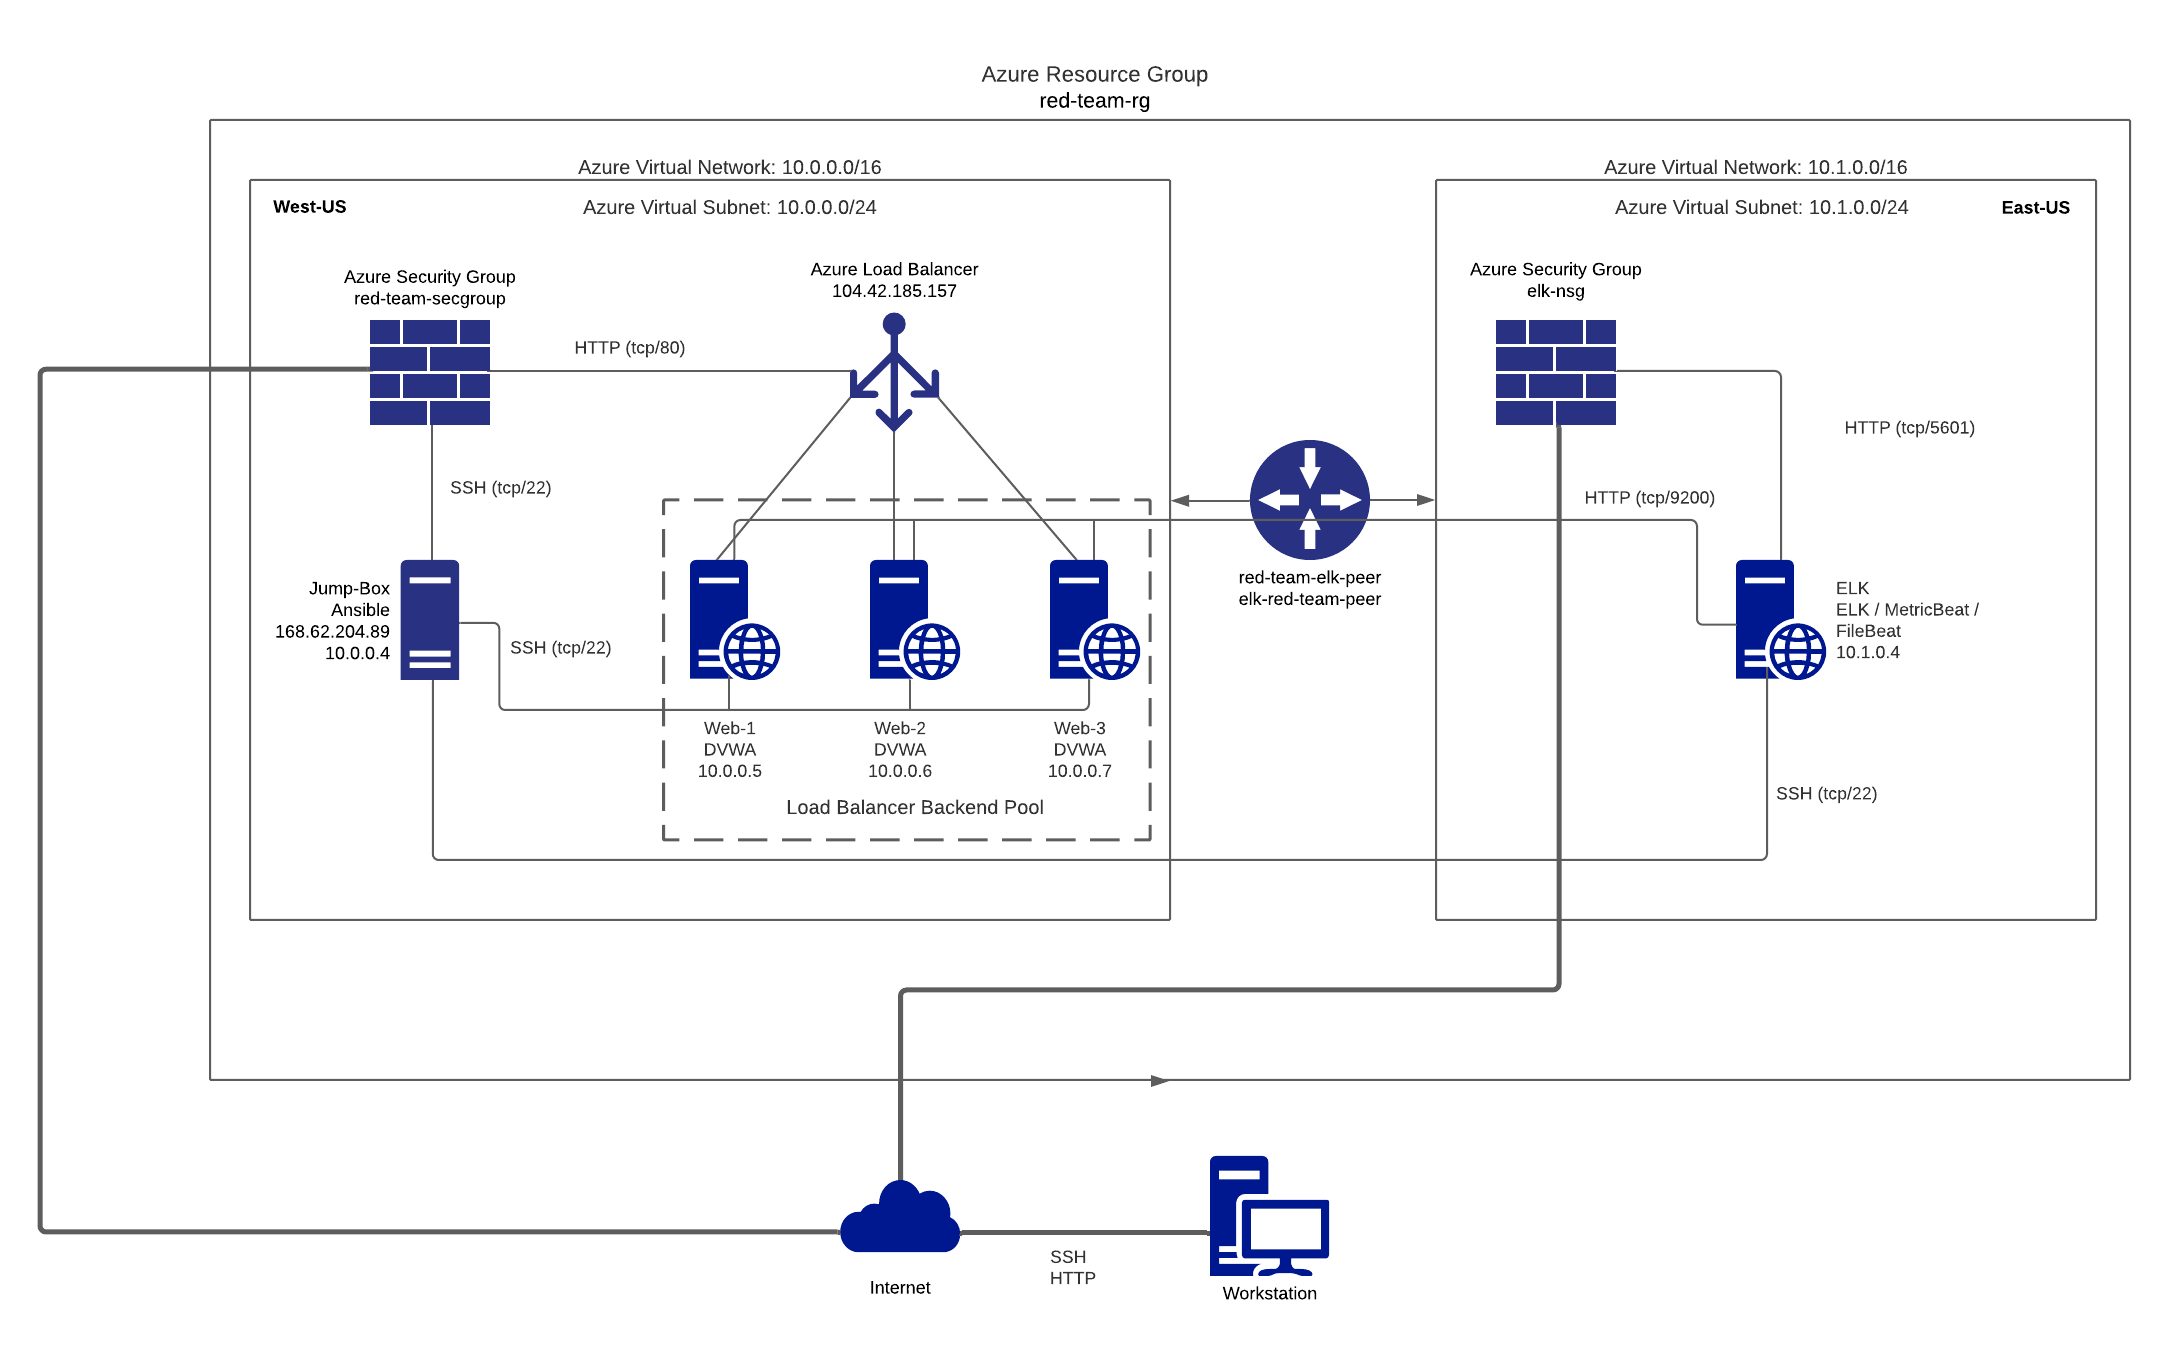 Azure Resource Group
red-team-rg
Azure Virtual Network: 10.0.0.0/16
Azure Virtual Network: 10.1.0.0/16
West-US
Azure Virtual Subnet: 10.0.0.0/24
Azure Virtual Subnet: 10.1.0.0/24
East-US
Azure Security Group
red-team-secgroup
Azure Load Balancer
104.42.185.157
Azure Security Group
elk-nsg
HTTP (tcp/80)
HTTP (tcp/5601)
SSH (tcp/22)
HTTP (tcp/9200)
red-team-elk-peer
elk-red-team-peer
Jump-Box
Ansible
168.62.204.89
10.0.0.4
SSH (tcp/22)
ELK
ELK / MetricBeat /
FileBeat
10.1.0.4
Web-1
DVWA
10.0.0.5
Web-2
DVWA
10.0.0.6
Web-3
DVWA
10.0.0.7
Load Balancer Backend Pool
SSH (tcp/22)
Internet
SSH
HTTP
Workstation